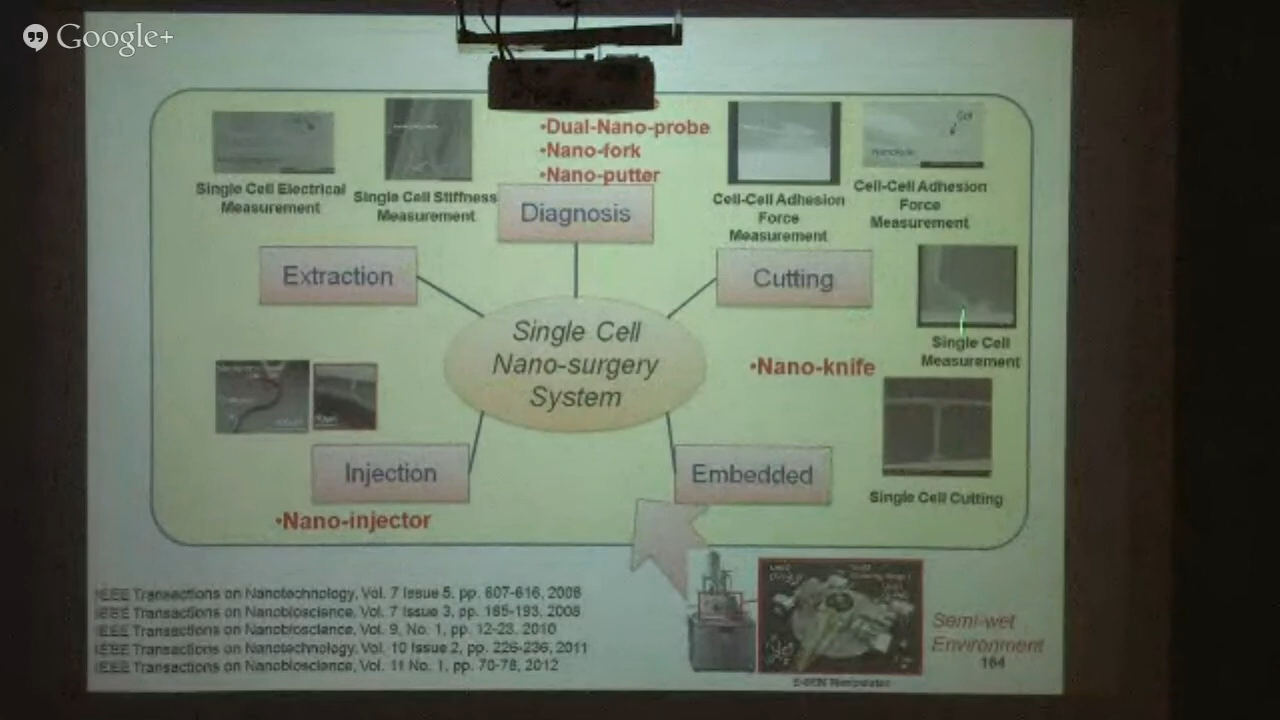 Google+
•Dual-Nano-probe
•Nano-fork
•Nano-putter
Single Cell Electrical
Measurement
Single Cell Stiffness
Measurement
Diagnosis
Cell-Cell Adhesion
Force
Measurement
Cell-Cell Adhesion
Force
Measurement
Extraction
Cutting
Single Cell
Nano-surgery
System
Single Cell
Measurement
•Nano-knife
Injection
Embedded
Single Cell Cutting
•Nano-injector
IEEE Transactions on Nanotechnology, Vol. 7 Issue 5, pp. 607-616, 2008
IEEE Transactions on Nanobioscience, Vol. 7 Issue 3, pp. 185-193, 2008
IEEE Transactions on Nanobioscience, Vol. 9, No. 1, pp. 12-23, 2010
IEEE Transactions on Nanotechnology, Vol. 10 Issue 2, pp. 226-236, 2011
IEEE Transactions on Nanobioscience, Vol. 11 No. 1, pp. 70-78, 2012
Semi-wet
Environment
164